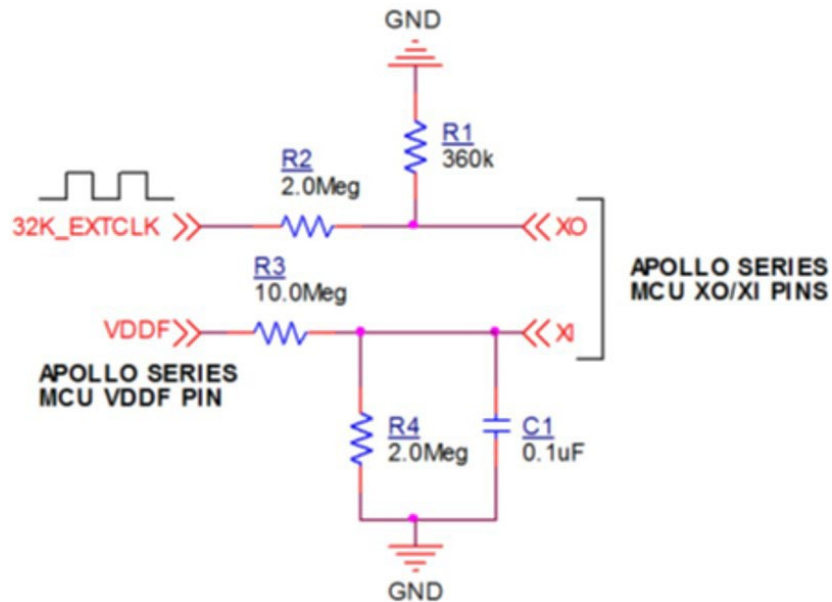 GND
R1
360k
R2
2.0Meg
32K_EXTCLK
XO
R3
10.0Meg
APOLLO SERIES
MCU XO/XI PINS
VDDF
XI
APOLLO SERIES
MCU VDDF PIN
R4
2.0Meg
C1
0.1uF
GND